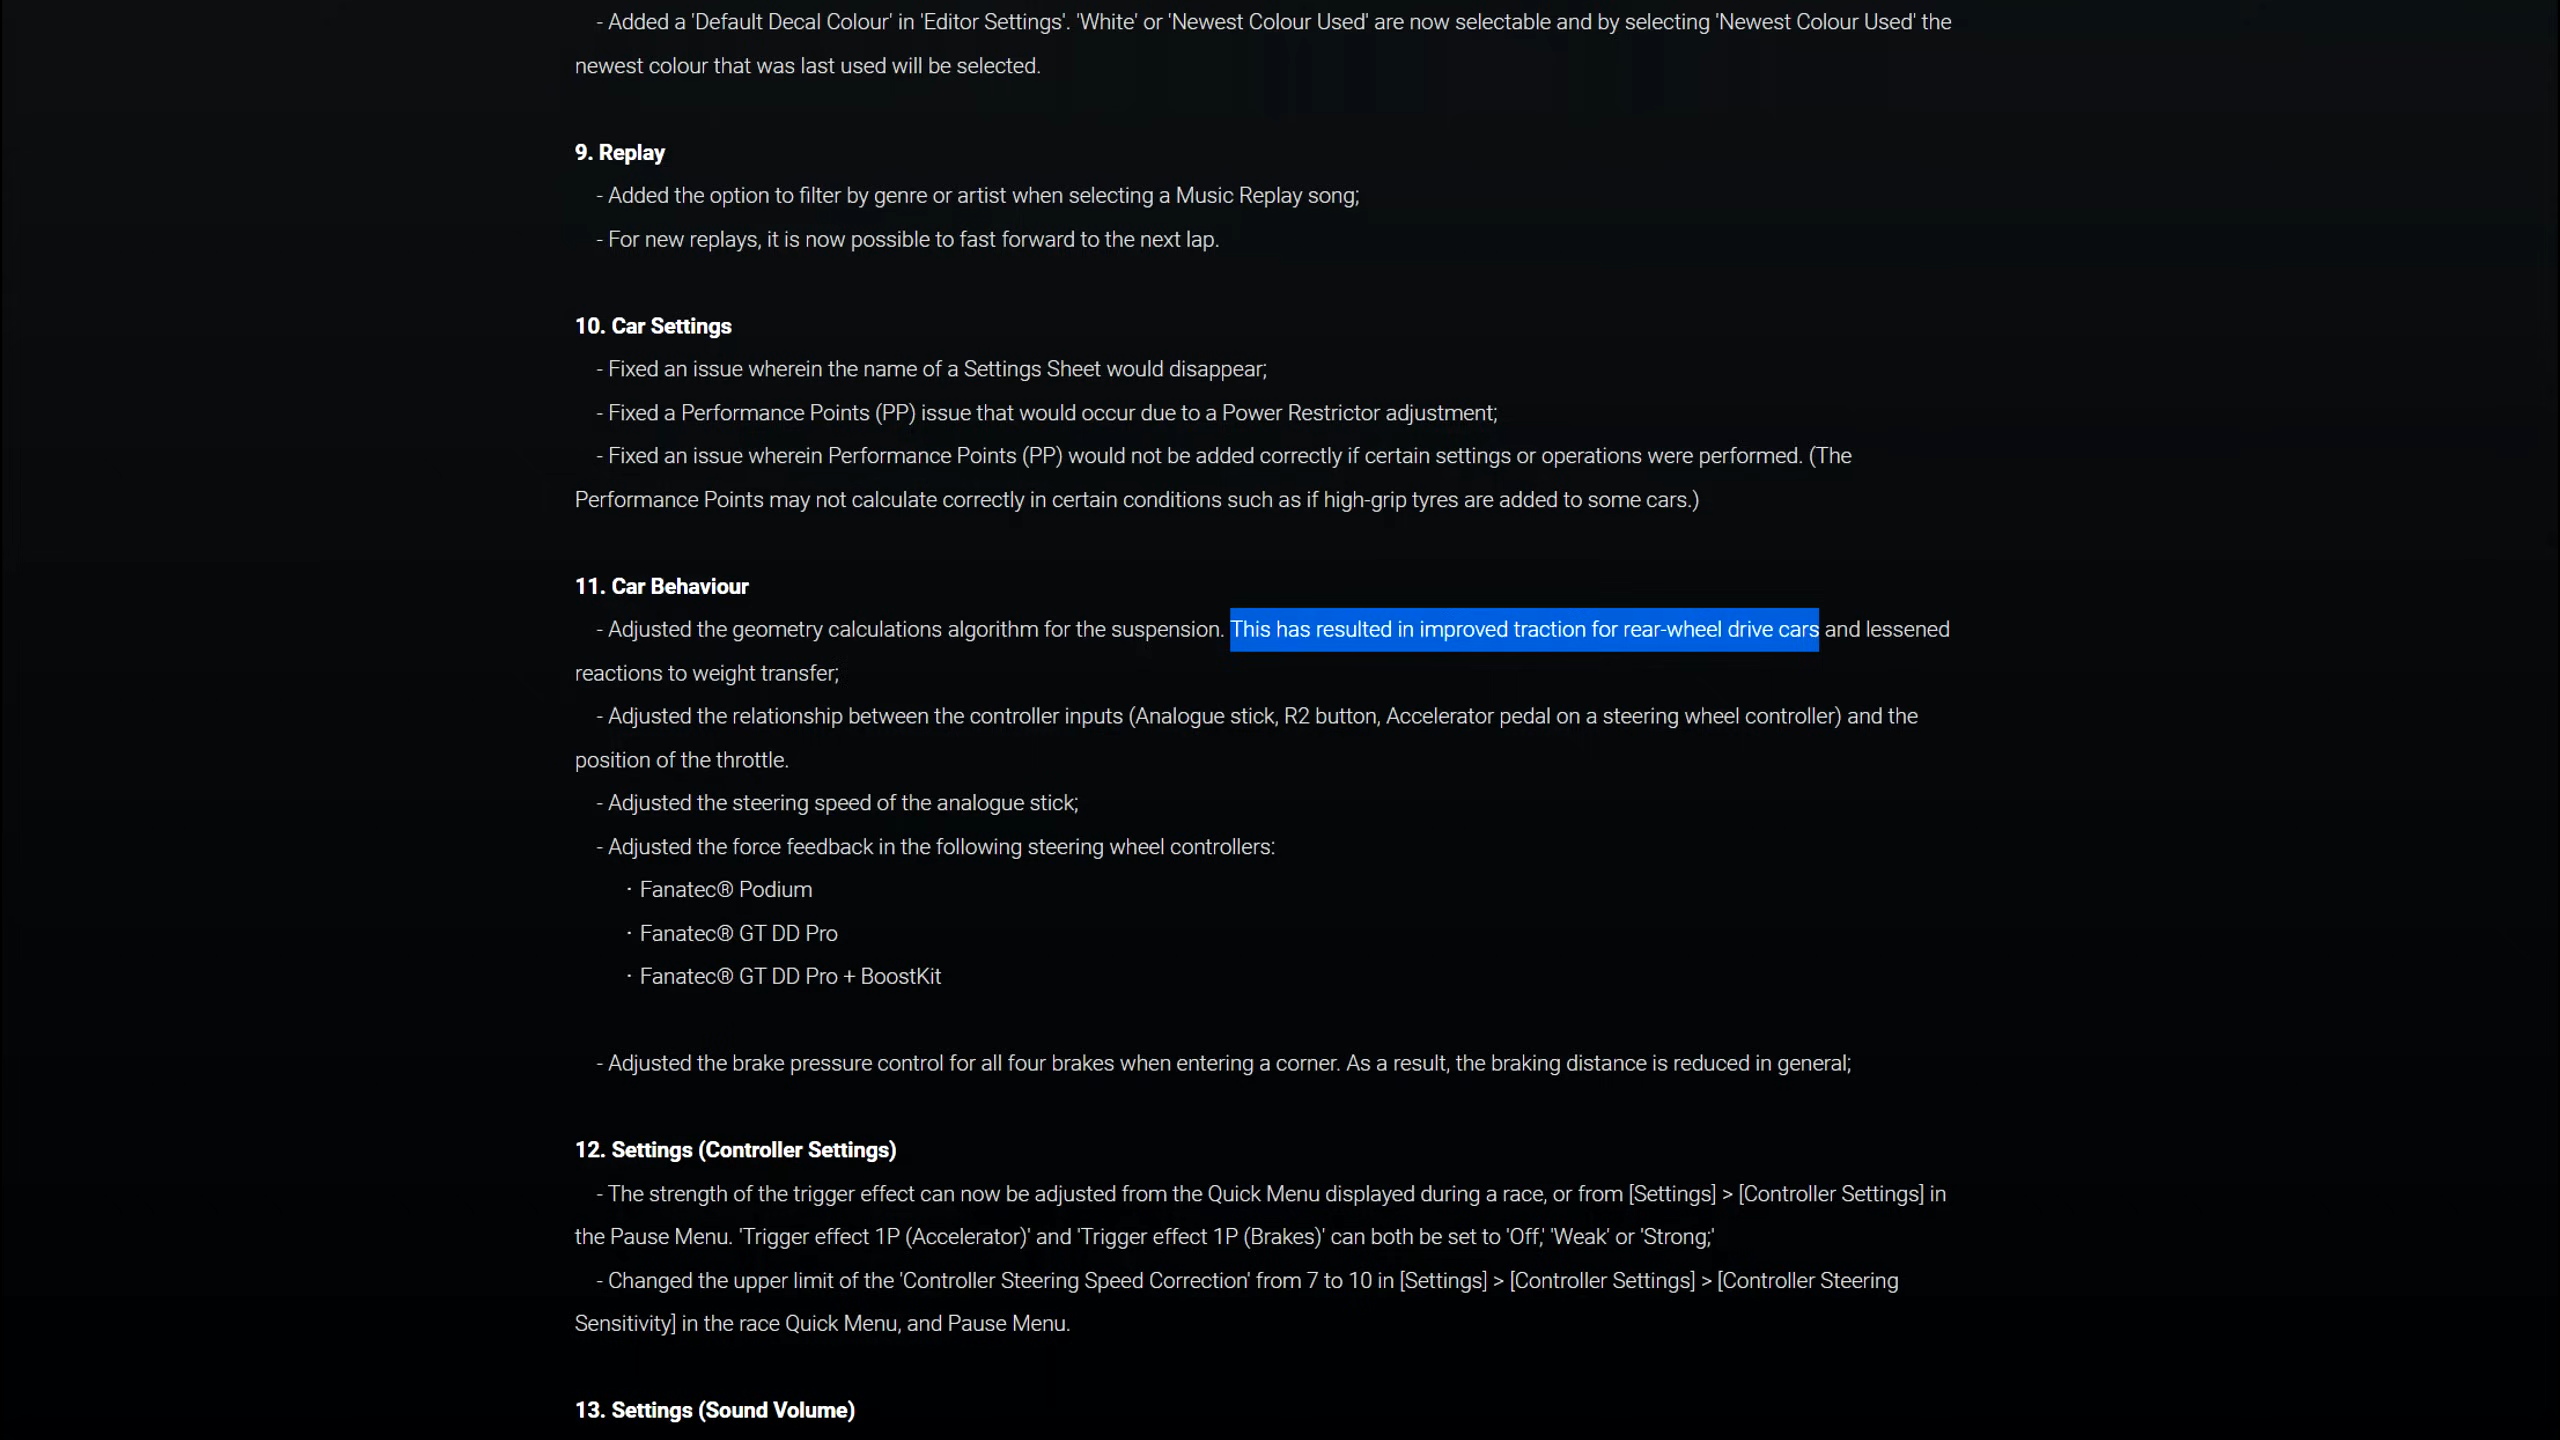 - Added a 'Default Decal Colour' in 'Editor Settings'. 'White' or 'Newest Colour Used' are now selectable and by selecting 'Newest Colour Used' the
newest colour that was last used will be selected.
9. Replay
- Added the option to filter by genre or artist when selecting a Music Replay song;
- For new replays, it is now possible to fast forward to the next lap.
10. Car Settings
- Fixed an issue wherein the name of a Settings Sheet would disappear;
- Fixed a Performance Points (PP) issue that would occur due to a Power Restrictor adjustment;
- Fixed an issue wherein Performance Points (PP) would not be added correctly if certain settings or operations were performed. (The
Performance Points may not calculate correctly in certain conditions such as if high-grip tyres are added to some cars.)
11. Car Behaviour
- Adjusted the geometry calculations algorithm for the suspension. This has resulted in improved traction for rear-wheel drive cars and lessened
reactions to weight transfer;
- Adjusted the relationship between the controller inputs (Analogue stick, R2 button, Accelerator pedal on a steering wheel controller) and the
position of the throttle.
- Adjusted the steering speed of the analogue stick;
- Adjusted the force feedback in the following steering wheel controllers:
・Fanatec® Podium
・Fanatec® GT DD Pro
・Fanatec® GT DD Pro + BoostKit
- Adjusted the brake pressure control for all four brakes when entering a corner. As a result, the braking distance is reduced in general;
12. Settings (Controller Settings)
- The strength of the trigger effect can now be adjusted from the Quick Menu displayed during a race, or from [Settings] > [Controller Settings] in
the Pause Menu. 'Trigger effect 1P (Accelerator)' and 'Trigger effect 1P (Brakes)' can both be set to 'Off,' 'Weak' or 'Strong;'
- Changed the upper limit of the 'Controller Steering Speed Correction' from 7 to 10 in [Settings] > [Controller Settings] > [Controller Steering
Sensitivity] in the race Quick Menu, and Pause Menu.
13. Settings (Sound Volume)